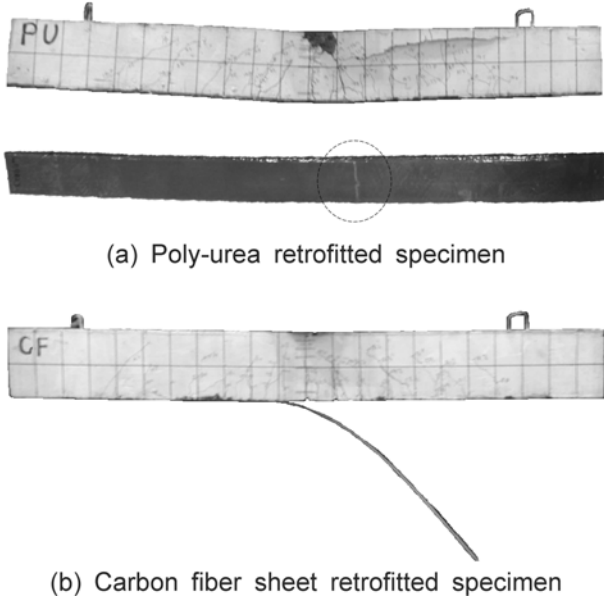 PU
(a) Poly-urea retrofitted specimen
CF
(b) Carbon fiber sheet retrofitted specimen